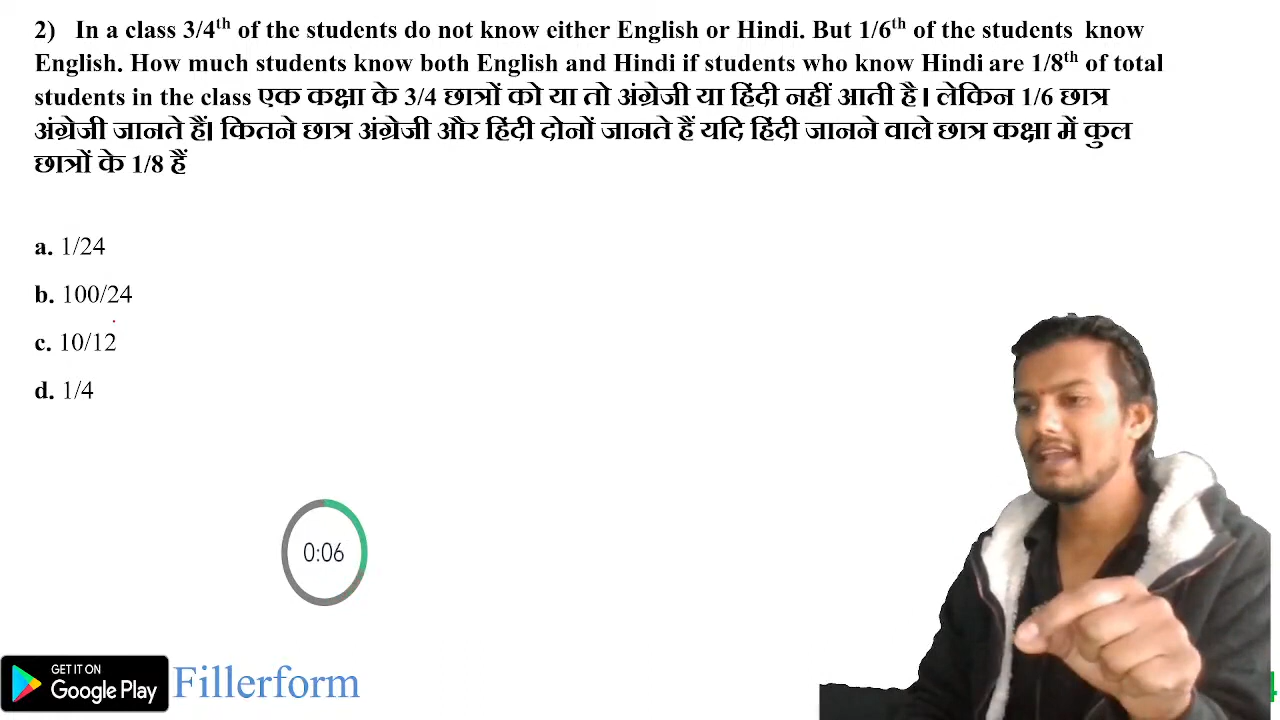 2) In a class 3/4th of the students do not know either English or Hindi. But 1/6th of the students know
English. How much students know both English and Hindi if students who know Hindi are 1/8th of total
students in the class एक कक्षा के 3/4 छात्रों को या तो अंग्रेजी या हिंदी नहीं आती है। लेकिन 1/6 छात्र
अंग्रेजी जानते हैं। कितने छात्र अंग्रेजी और हिंदी दोनों जानते हैं यदि हिंदी जानने वाले छात्र कक्षा में कुल
छात्रों के 1/8 हैं
a. 1/24
b. 100/24
c. 10/12
d. 1/4
0:06
GET IT ON
Google Play
Fillerform